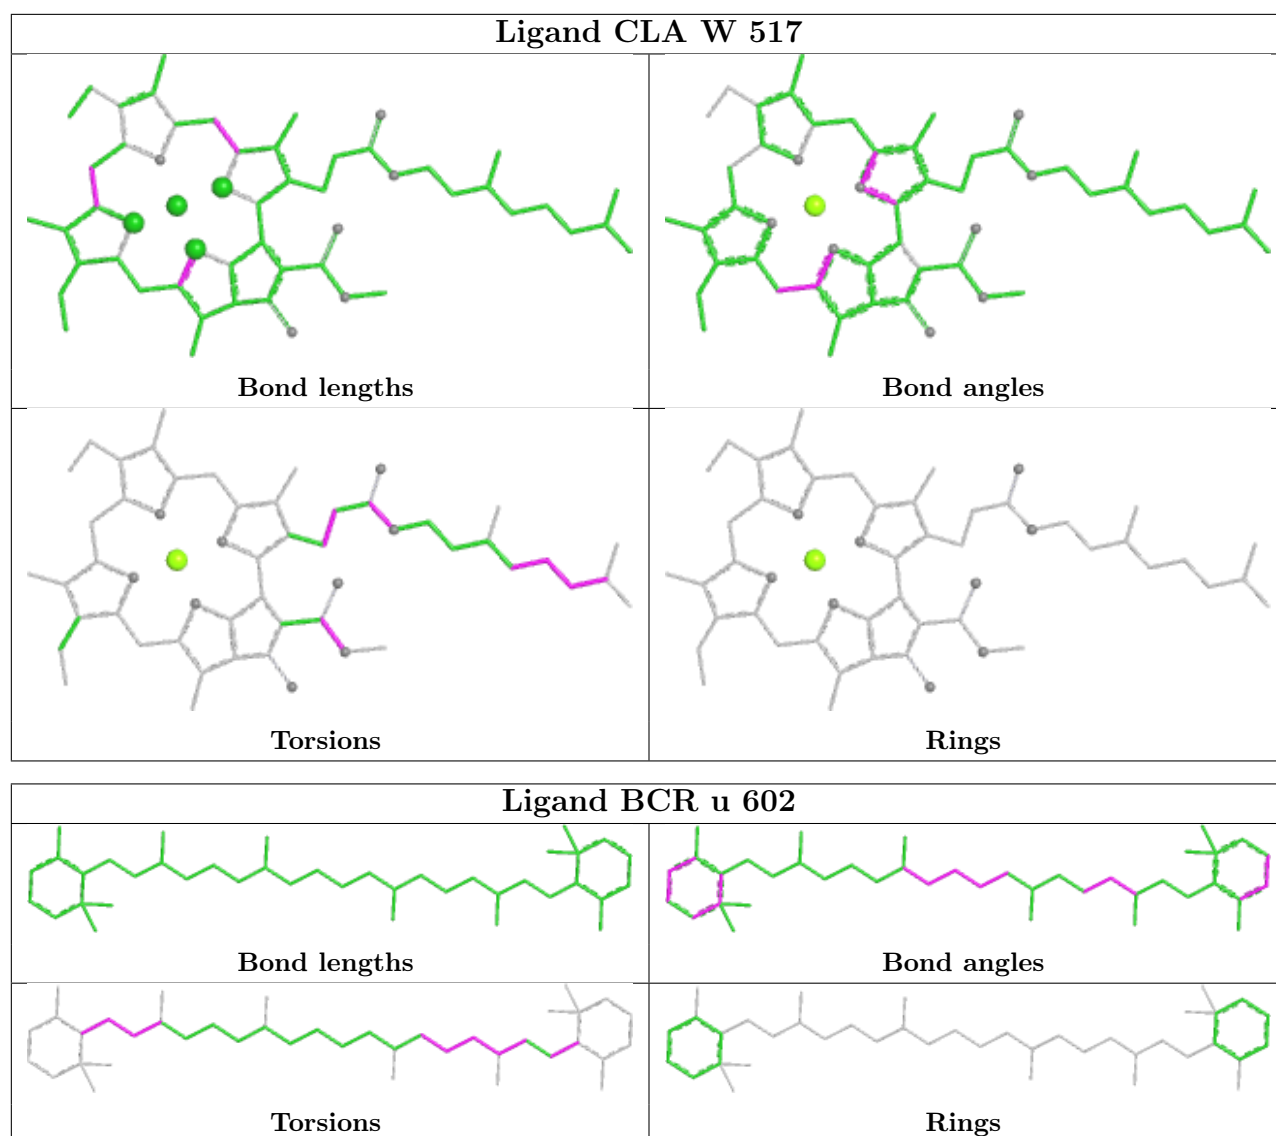 Ligand CLA W 517
Bond lengths
Bond angles
Torsions
Rings
Ligand BCR u 602
Bond lengths
Bond angles
Torsions
Rings